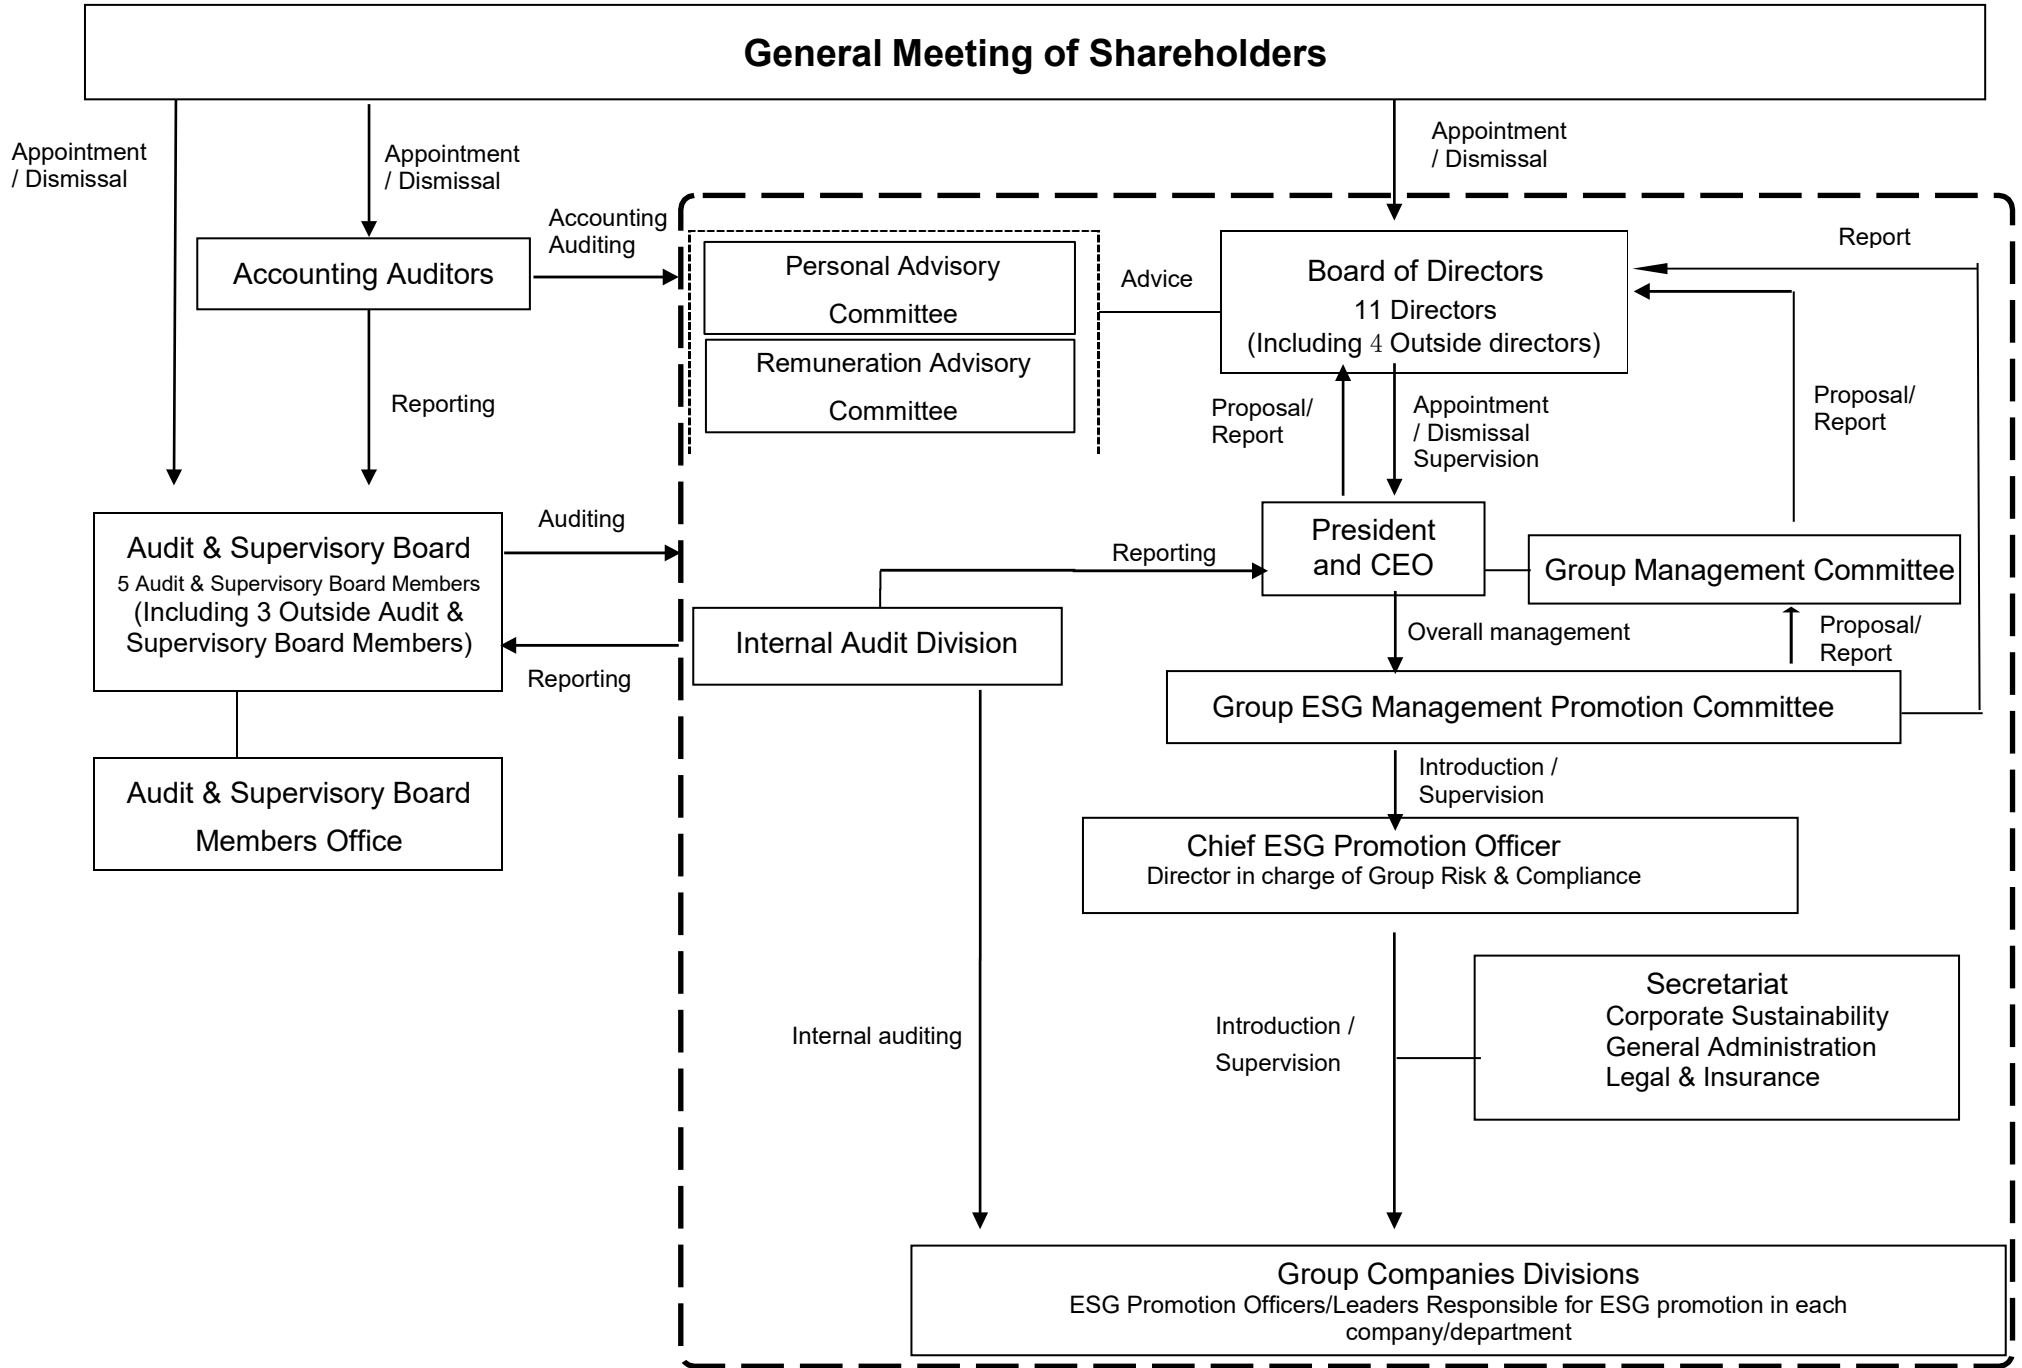 General Meeting of Shareholders
Appointment
/ Dismissal
Appointment
/ Dismissal
Appointment
/ Dismissal
Accounting
Auditing
Accounting Auditors
Personal Advisory
Committee
Remuneration Advisory
Committee
Advice
Board of Directors
11 Directors
(Including 4 Outside directors)
Report
Reporting
Proposal/
Report
Appointment
/ Dismissal
Supervision
Proposal/
Report
Audit & Supervisory Board
5 Audit & Supervisory Board Members
(Including 3 Outside Audit &
Supervisory Board Members)
Auditing
Reporting
Reporting
President
and CEO
Group Management Committee
Internal Audit Division
Overall management
Proposal/
Report
Group ESG Management Promotion Committee
Audit & Supervisory Board
Members Office
Introduction /
Supervision
Chief ESG Promotion Officer
Director in charge of Group Risk & Compliance
Internal auditing
Introduction /
Supervision
Secretariat
Corporate Sustainability
General Administration
Legal & Insurance
Group Companies Divisions
ESG Promotion Officers/Leaders Responsible for ESG promotion in each
company/department